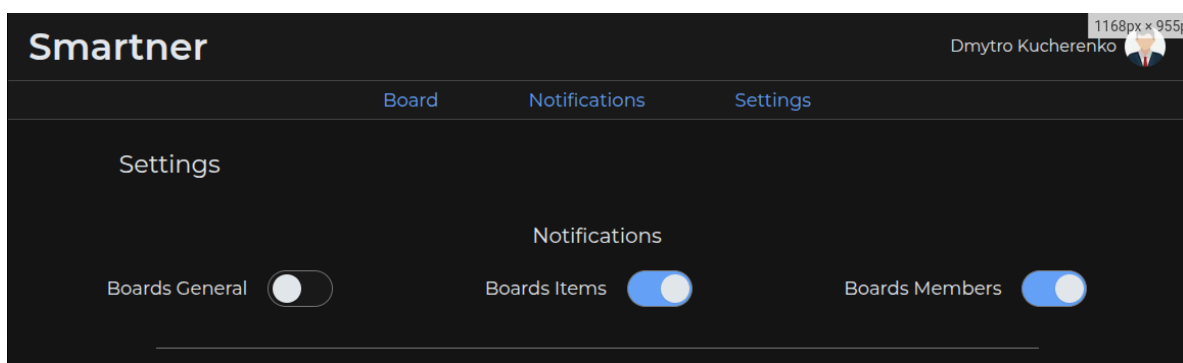 Smartner
1168px × 955p
Dmytro Kucherenko
Board Notifications Settings
Settings
Notifications
Boards General Boards Items Boards Members